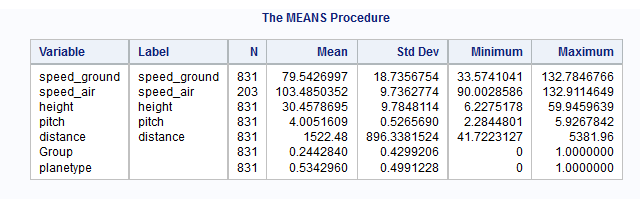 The MEANS Procedure
Variable Label N Mean Std Dev Minimum Maximum
speed_ground speed_ground 831 79.5426997 18.7356754 33.5741041 132.7846766
speed_air speed_air 203 103.4850352 9.7362774 90.0028586 132.9114649
height height 831 30.4578695 9.7848114 6.2275178 59.9459639
pitch pitch 831 4.0051609 0.5265690 2.2844801 5.9267842
distance distance 831 1522.48 896.3381524 41.7223127 5381.96
Group 831 0.2442840 0.4299206 0 1.0000000
planetype 831 0.5342960 0.4991228 0 1.0000000